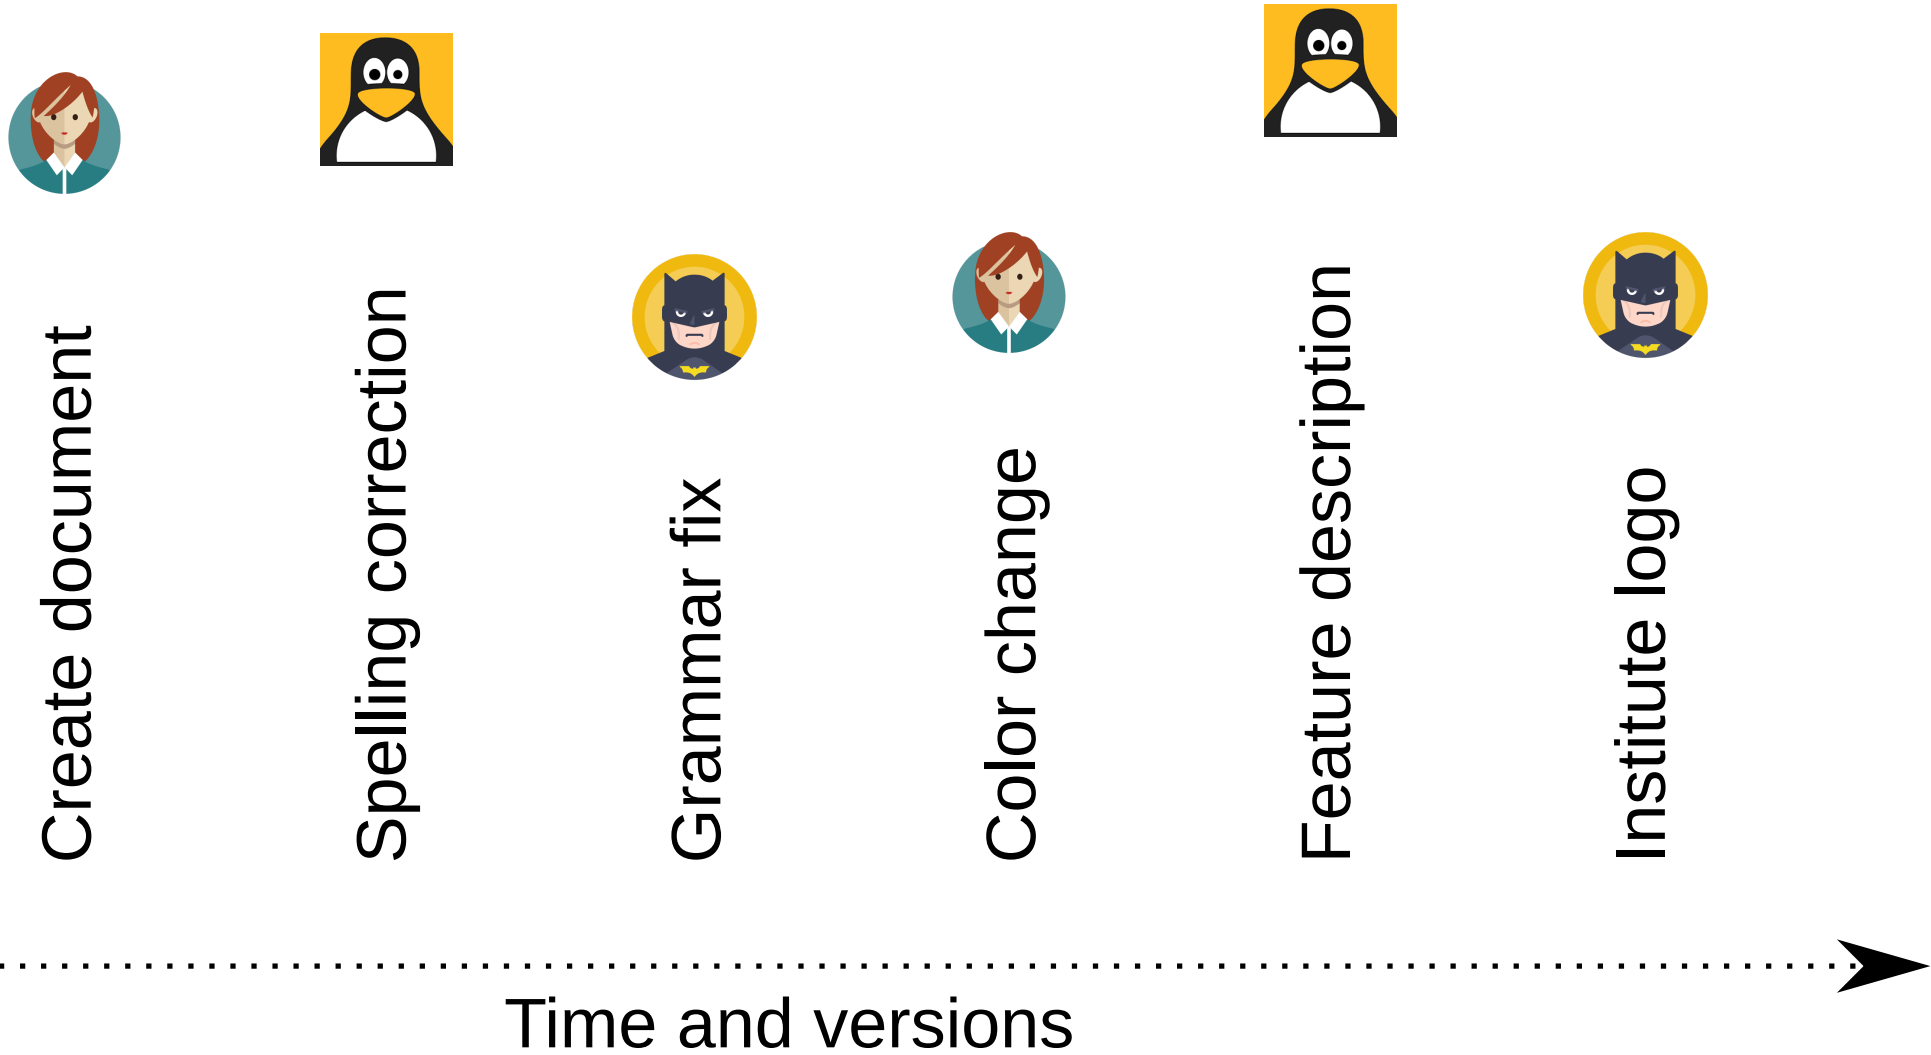 Create document
Spelling correction
Grammar fix
Color change
Feature description
Institute logo
Time and versions